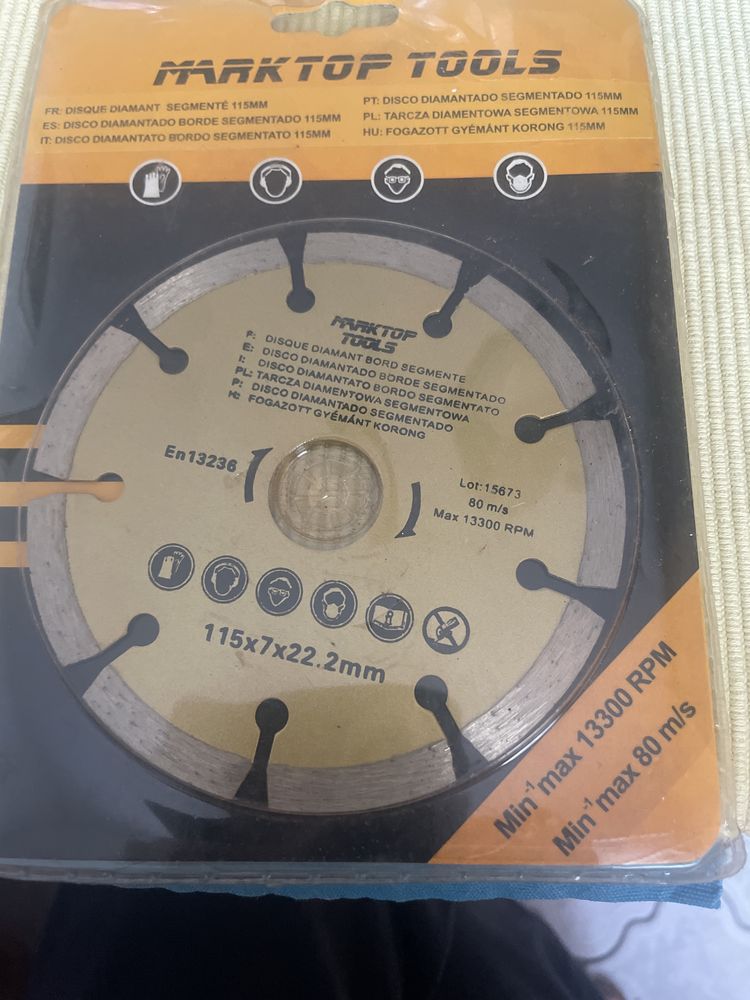 MARKTOP TOOLS
FR: DISQUE DIAMANT SEGMENTÉ 115MM
ES: DISCO DIAMANTADO BORDE SEGMENTADO 115MM
IT: DISCO DIAMANTATO BORDO SEGMENTATO 115MM
PT: DISCO DIAMANTADO SEGMENTADO 115MM
PL: TARCZA DIAMENTOWA SEGMENTOWA 115MM
HU: FOGAZOTT GYÉMÁNT KORONG 115MM
MARKTOP
TOOLS
F: DISQUE DIAMANT BORD SEGMENTE
E: DISCO DIAMANTADO BORDE SEGMENTADO
I: DISCO DIAMANTATO BORDO SEGMENTATO
PL: TARCZA DIAMENTOWA SEGMENTOWA
P: DISCO DIAMANTADO SEGMENTADO
H: FOGAZOTT GYÉMÁNT KORONG
En13236
Lot:15673
80 m/s
Max 13300 RPM
115x7x22.2mm
Min⁻¹max 13300 RPM
Min⁻¹max 80 m/s